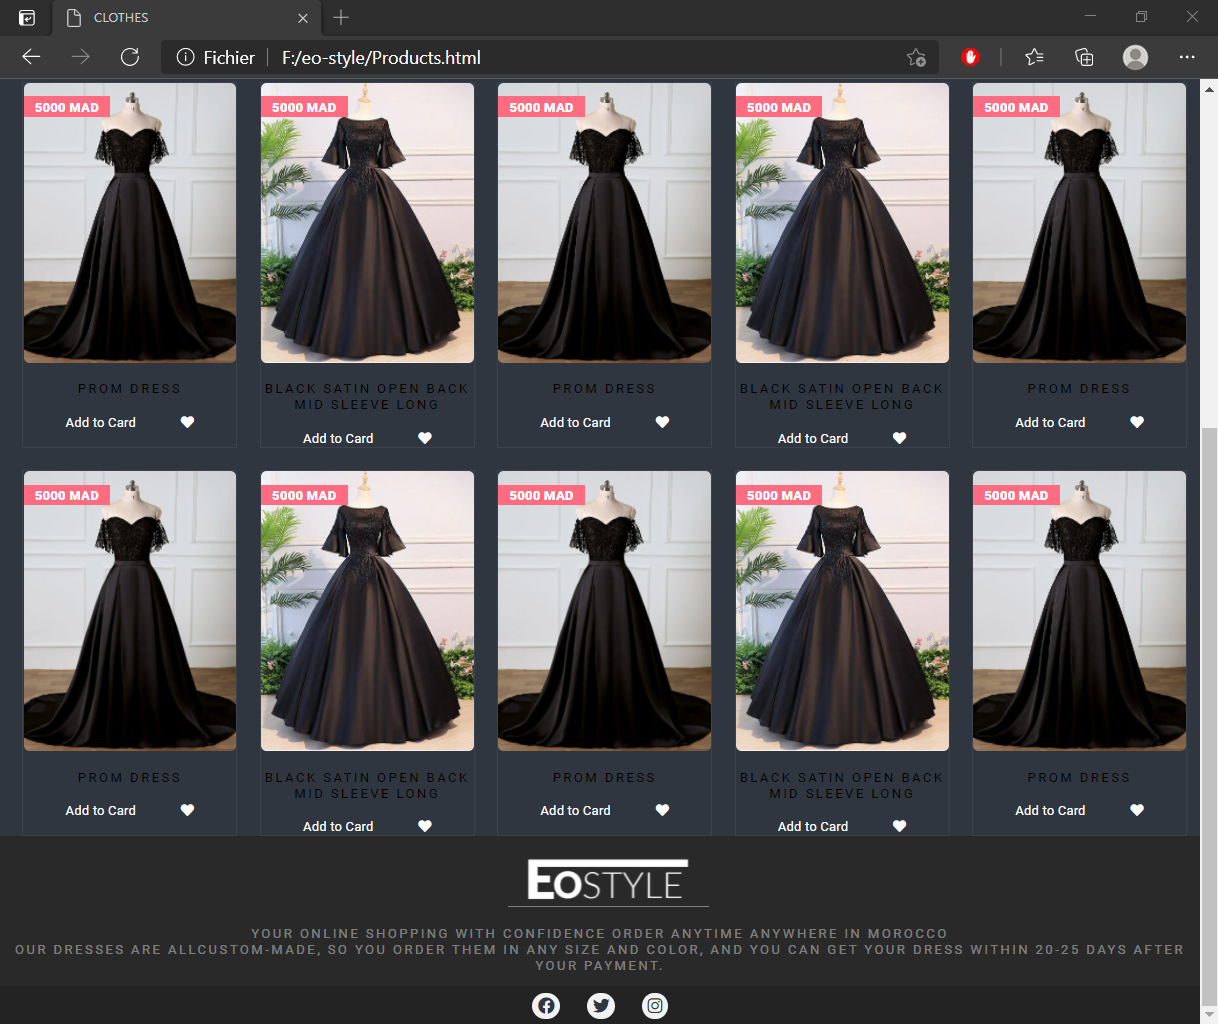 CLOTHES
Fichier F:/eo-style/Products.html
5000 MAD 5000 MAD 5000 MAD 5000 MAD 5000 MAD
PROM DRESS BLACK SATIN OPEN BACK PROM DRESS BLACK SATIN OPEN BACK PROM DRESS
MID SLEEVE LONG MID SLEEVE LONG
Add to Card Add to Card Add to Card
Add to Card Add to Card
5000 MAD 5000 MAD 5000 MAD 5000 MAD 5000 MAD
PROM DRESS BLACK SATIN OPEN BACK PROM DRESS BLACK SATIN OPEN BACK PROM DRESS
MID SLEEVE LONG MID SLEEVE LONG
Add to Card Add to Card Add to Card
Add to Card Add to Card
EOSTYLE
YOUR ONLINE SHOPPING WITH CONFIDENCE ORDER ANYTIME ANYWHERE IN MOROCCO
OUR DRESSES ARE ALLCUSTOM-MADE, SO YOU ORDER THEM IN ANY SIZE AND COLOR, AND YOU CAN GET YOUR DRESS WITHIN 20-25 DAYS AFTER
YOUR PAYMENT.